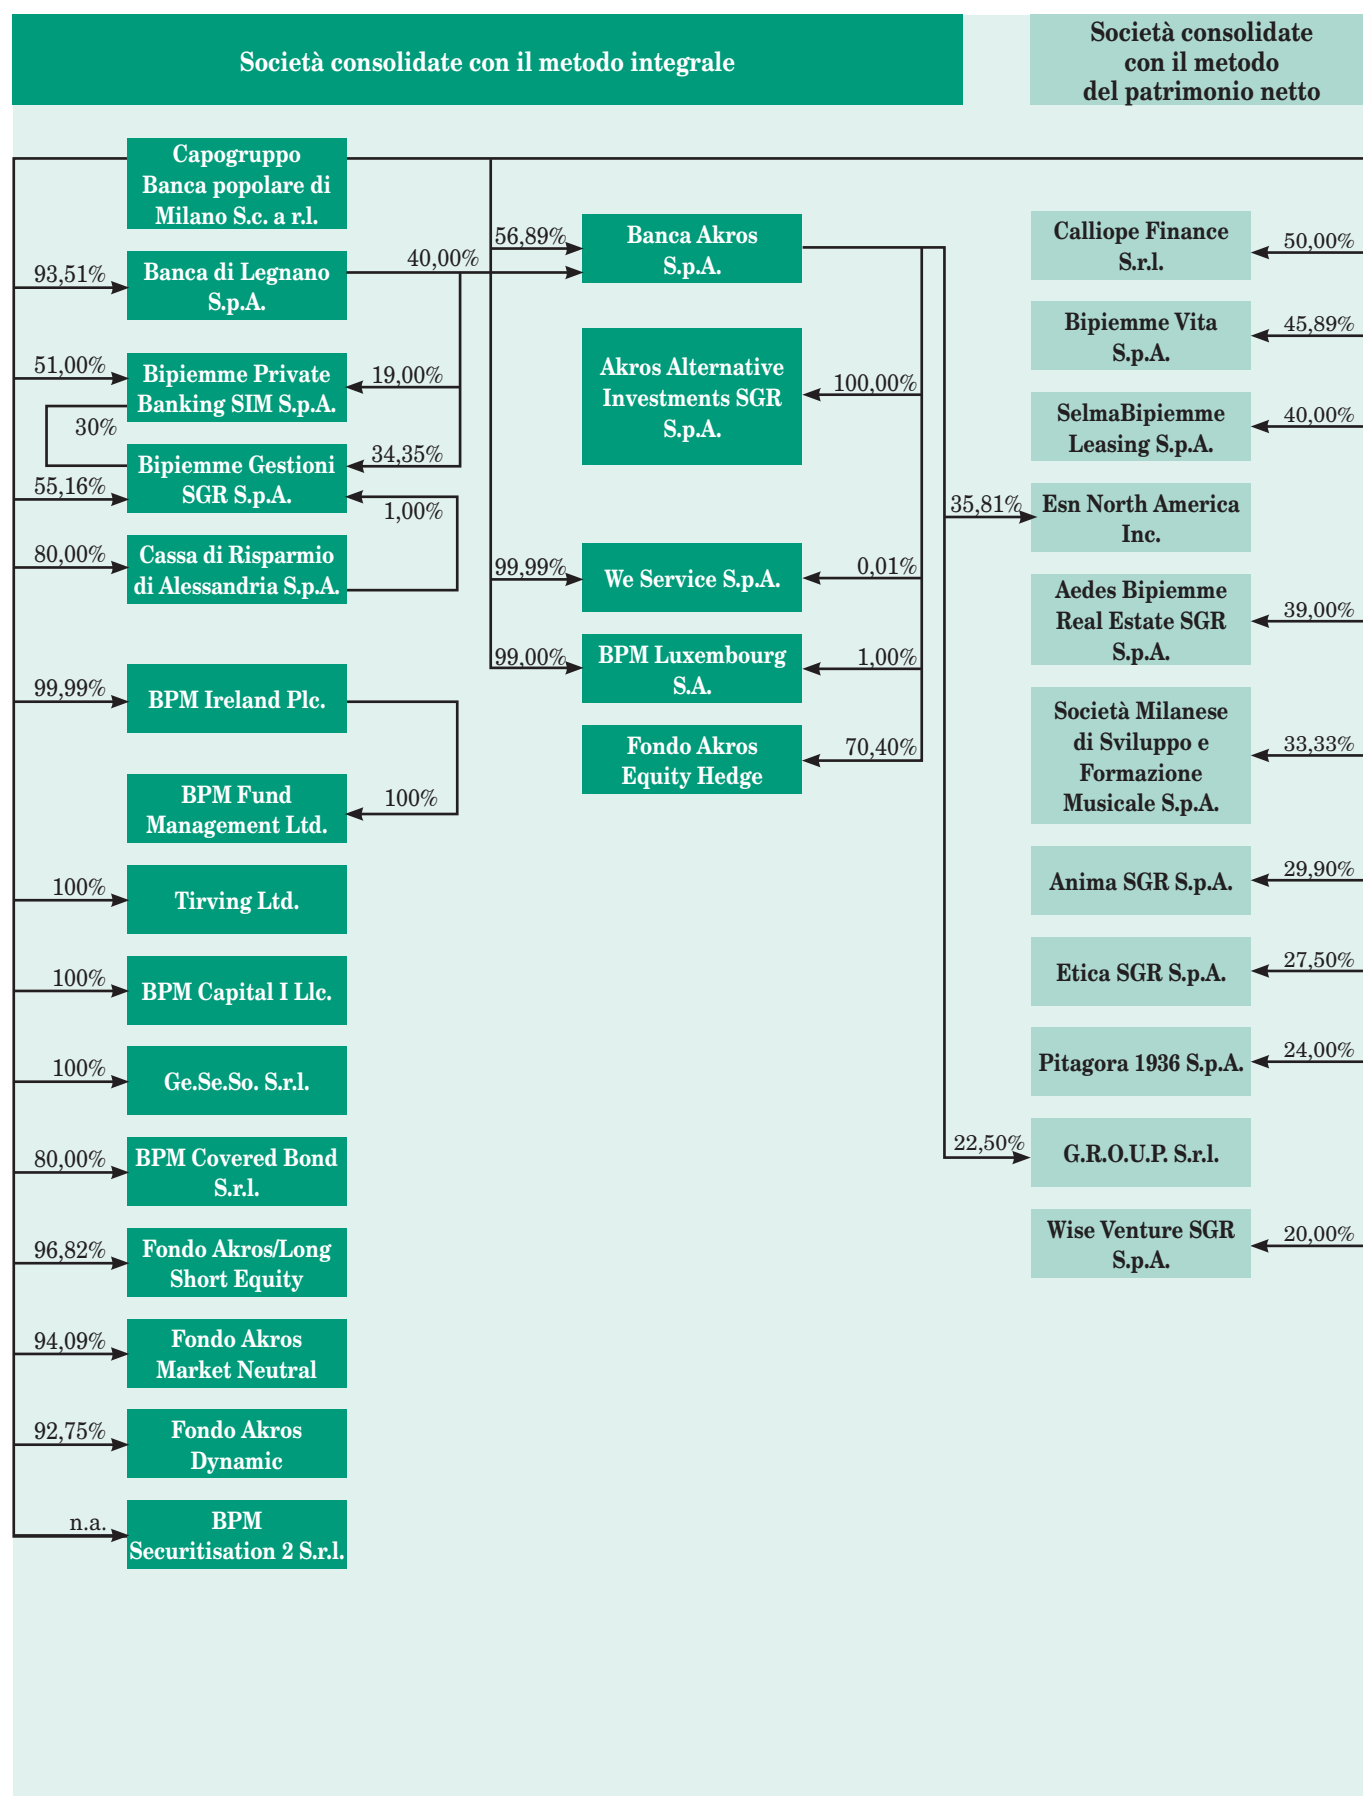 Società consolidate con il metodo integrale
Società consolidate
con il metodo
del patrimonio netto
Capogruppo
Banca popolare di
Milano S.c. a r.l.
93,51%
Banca di Legnano
S.p.A.
40,00%
51,00%
Bipiemme Private
Banking SIM S.p.A.
19,00%
30%
Bipiemme Gestioni
SGR S.p.A.
34,35%
55,16%
1,00%
80,00%
Cassa di Risparmio
di Alessandria S.p.A.
99,99%
BPM Ireland Plc.
BPM Fund
Management Ltd.
100%
100%
Tirving Ltd.
100%
BPM Capital I Llc.
100%
Ge.Se.So. S.r.l.
80,00%
BPM Covered Bond
S.r.l.
96,82%
Fondo Akros/Long
Short Equity
94,09%
Fondo Akros
Market Neutral
92,75%
Fondo Akros
Dynamic
n.a.
BPM
Securitisation 2 S.r.l.
56,89%
Banca Akros
S.p.A.
Akros Alternative
Investments SGR
S.p.A.
100,00%
99,99%
We Service S.p.A.
0,01%
99,00%
BPM Luxembourg
S.A.
1,00%
Fondo Akros
Equity Hedge
70,40%
Calliope Finance
S.r.l.
50,00%
Bipiemme Vita
S.p.A.
45,89%
SelmaBipiemme
Leasing S.p.A.
40,00%
35,81%
Esn North America
Inc.
Aedes Bipiemme
Real Estate SGR
S.p.A.
39,00%
Società Milanese
di Sviluppo e
Formazione
Musicale S.p.A.
33,33%
Anima SGR S.p.A.
29,90%
Etica SGR S.p.A.
27,50%
Pitagora 1936 S.p.A.
24,00%
22,50%
G.R.O.U.P. S.r.l.
Wise Venture SGR
S.p.A.
20,00%